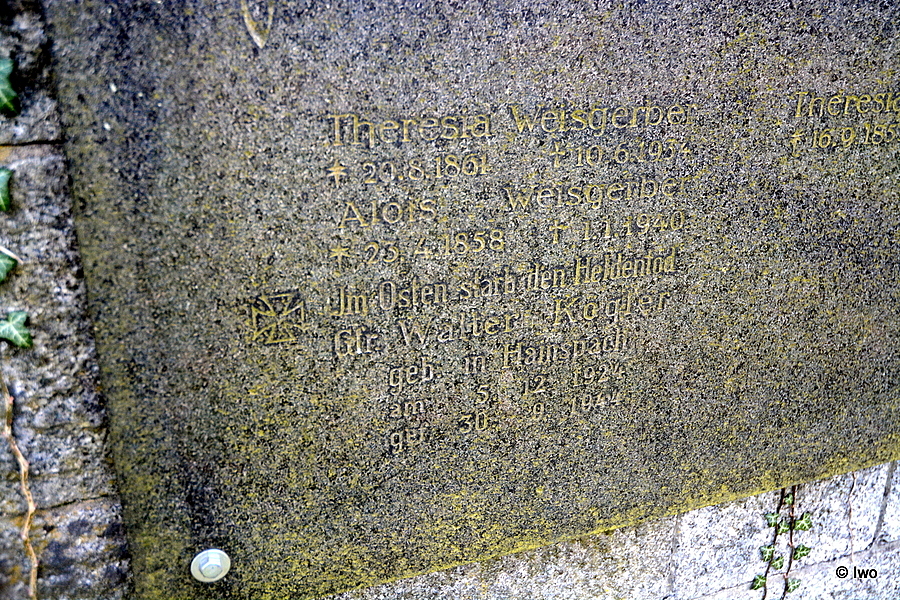 Theresia Weisgerber
* 29.8.1861 † 10.6.1934
Alois Weisgerber
* 23.4.1858 † 1.1.1940
Im Osten starb den Heldentod
Gfr. Walter Kögler
geb. in Hainspach
am 5. 12. 1924
gef. 30. 9. 1944
Theresia
† 16.9.185
© Iwo